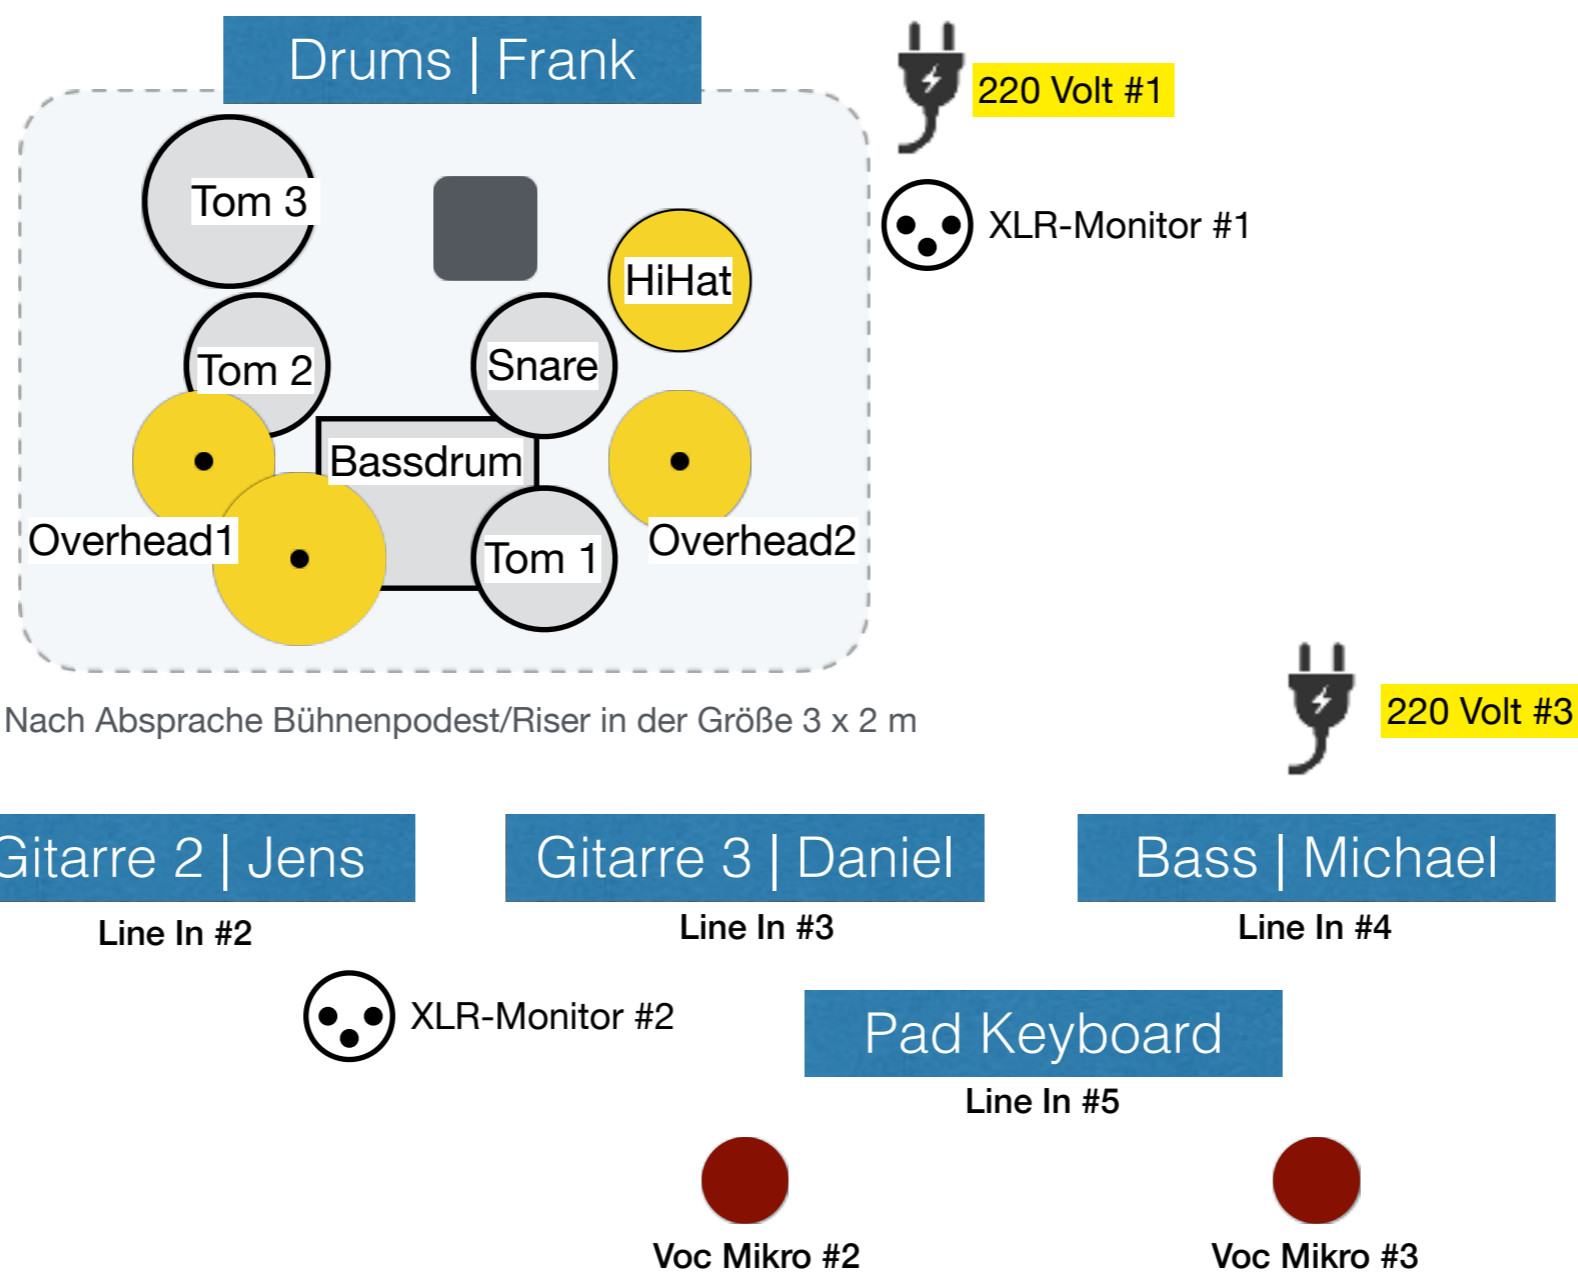 Drums | Frank
220 Volt #1
Tom 3
XLR-Monitor #1
HiHat
Tom 2
Snare
Bassdrum
Overhead1
Tom 1
Overhead2
220 Volt #3
Nach Absprache Bühnenpodest/Riser in der Größe 3 x 2 m
Gitarre 2 | Jens
Gitarre 3 | Daniel
Bass | Michael
Line In #2
Line In #3
Line In #4
XLR-Monitor #2
Pad Keyboard
Line In #5
Voc Mikro #2
Voc Mikro #3